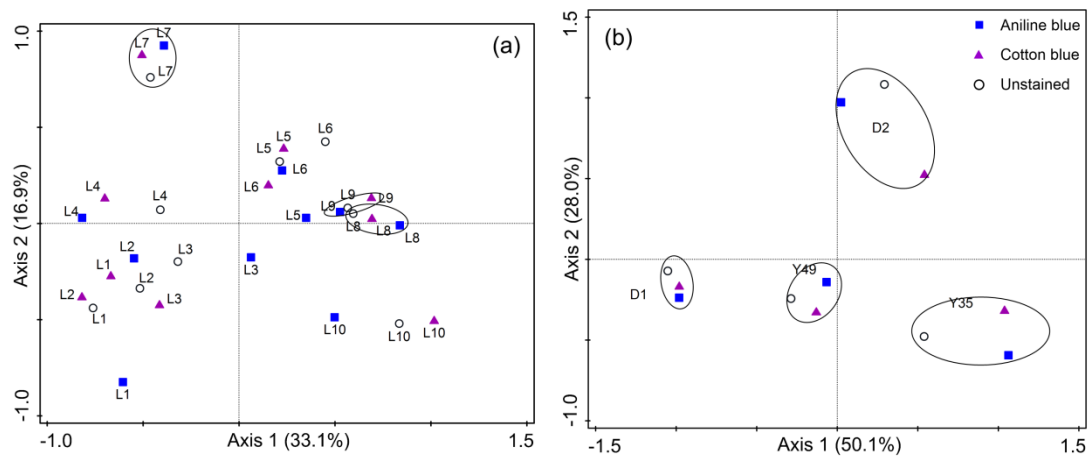 1.0
L7
L7
L7
(a)
L6
L5
L5
L6
L6
L4
L4
L9
L9
L9
L4
L5
L8
L8
L8
L2
L3
L1
L2
L3
L2
L3
L1
L10
L10
L10
L1
-1.0
Axis 2 (16.9%)
-1.0
Axis 1 (33.1%)
1.5
1.5
(b)
Aniline blue
Cotton blue
Unstained
D2
D1
Y49
Y35
-1.0
Axis 2 (28.0%)
-1.5
Axis 1 (50.1%)
1.5